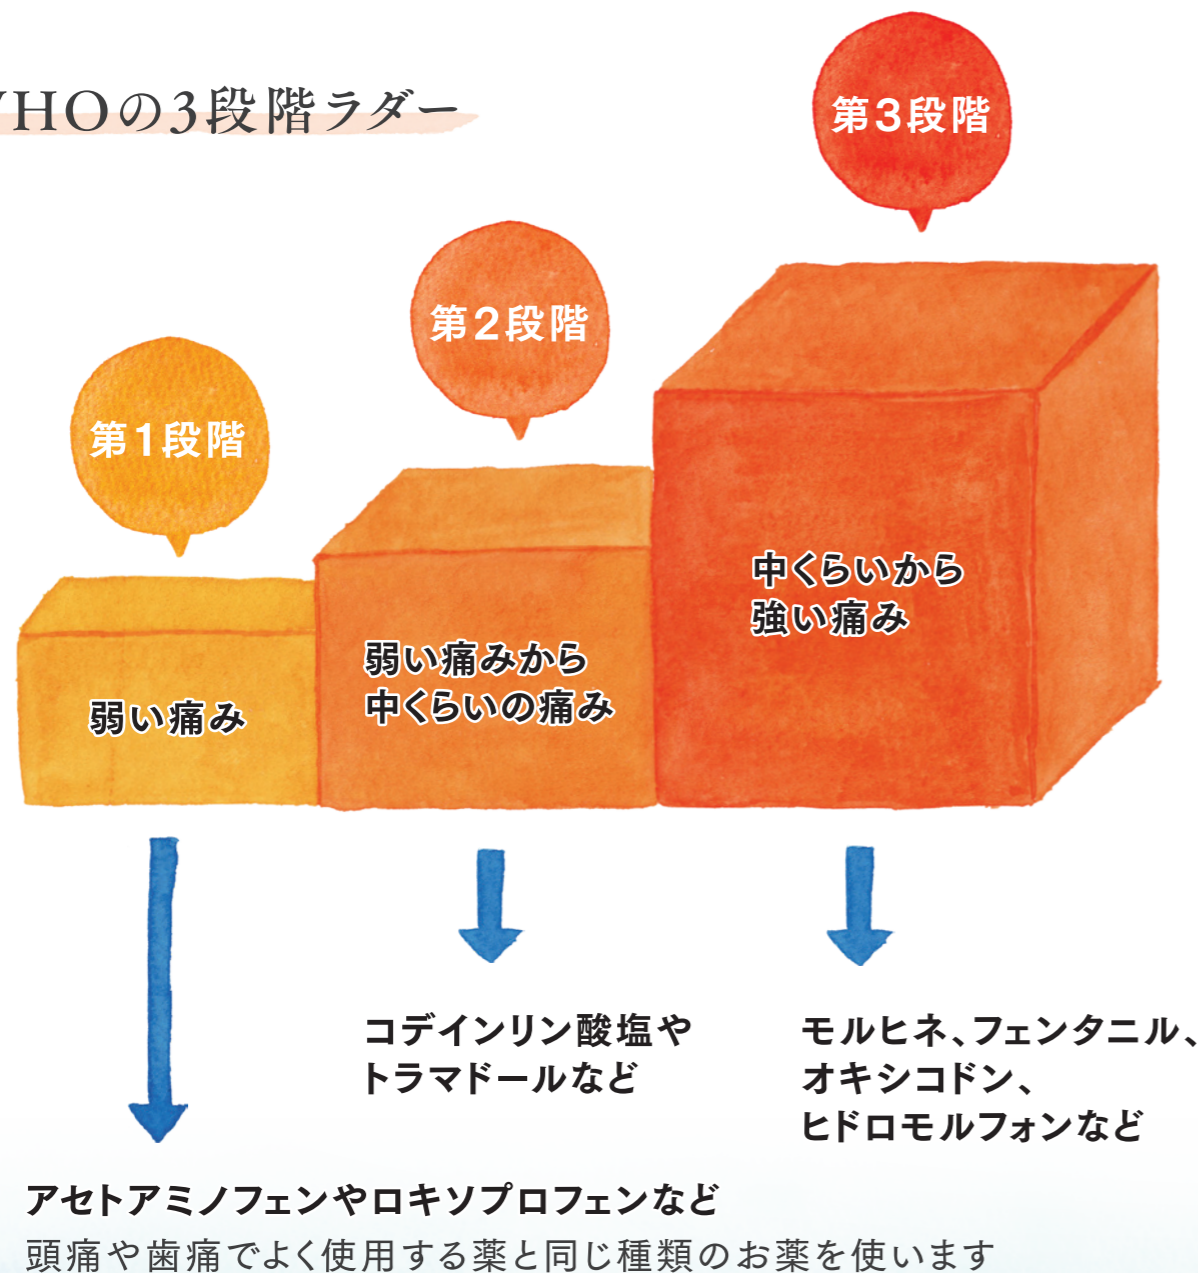 WHOの3段階ラダー
第3段階
第2段階
第1段階
中くらいから
強い痛み
弱い痛みから
中くらいの痛み
弱い痛み
コデインリン酸塩や
トラマドールなど
モルヒネ、フェンタニル、
オキシコドン、
ヒドロモルフォンなど
アセトアミノフェンやロキソプロフェンなど
頭痛や歯痛でよく使用する薬と同じ種類のお薬を使います